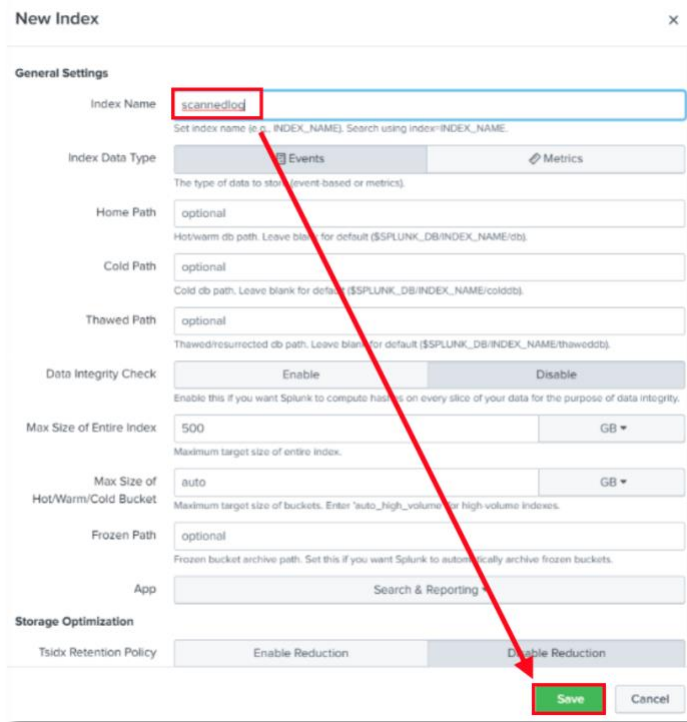 New Index
×
General Settings
Index Name scannedlog
Set index name (e.g., INDEX_NAME). Search using index=INDEX_NAME.
Index Data Type Events Metrics
The type of data to store (event-based or metrics).
Home Path optional
Hot/warm db path. Leave blank for default ($SPLUNK_DB/INDEX_NAME/db).
Cold Path optional
Cold db path. Leave blank for default ($SPLUNK_DB/INDEX_NAME/colddb).
Thawed Path optional
Thawed/resurrected db path. Leave blank for default ($SPLUNK_DB/INDEX_NAME/thaweddb).
Data Integrity Check Enable Disable
Enable this if you want Splunk to compute hashes on every slice of your data for the purpose of data integrity.
Max Size of Entire Index 500 GB
Maximum target size of entire index.
Max Size of
Hot/Warm/Cold Bucket auto GB
Maximum target size of buckets. Enter 'auto_high_volume' for high-volume indexes.
Frozen Path optional
Frozen bucket archive path. Set this if you want Splunk to automatically archive frozen buckets.
App Search & Reporting
Storage Optimization
Tsidx Retention Policy Enable Reduction Disable Reduction
Save Cancel